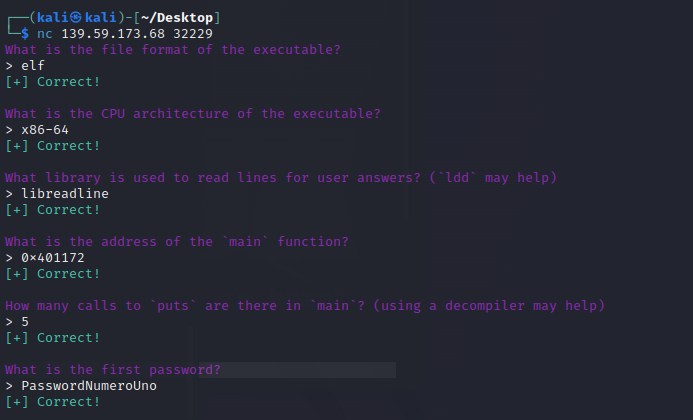 ┌──(kali㉿kali)-[~/Desktop]
└─$ nc 139.59.173.68 32229
What is the file format of the executable?
> elf
[+] Correct!
What is the CPU architecture of the executable?
> x86-64
[+] Correct!
What library is used to read lines for user answers? (`ldd` may help)
> libreadline
[+] Correct!
What is the address of the `main` function?
> 0×401172
[+] Correct!
How many calls to `puts` are there in `main`? (using a decompiler may help)
> 5
[+] Correct!
What is the first password?
> PasswordNumeroUno
[+] Correct!